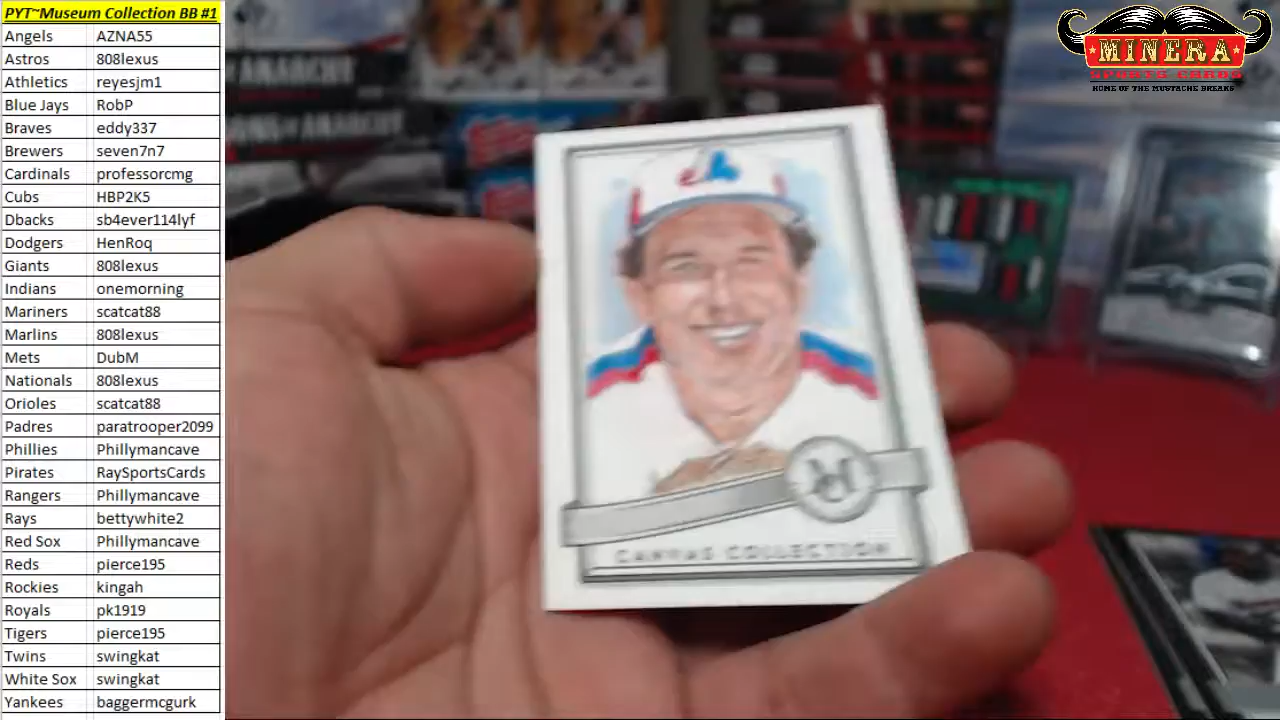 PYT~Museum Collection BB #1
Angels AZNA55
Astros 808lexus
Athletics reyesjm1
Blue Jays RobP
Braves eddy337
Brewers seven7n7
Cardinals professorcmg
Cubs HBP2K5
Dbacks sb4ever114lyf
Dodgers HenRoq
Giants 808lexus
Indians onemorning
Mariners scatcat88
Marlins 808lexus
Mets DubM
Nationals 808lexus
Orioles scatcat88
Padres paratrooper2099
Phillies Phillymancave
Pirates RaySportsCards
Rangers Phillymancave
Rays bettywhite2
Red Sox Phillymancave
Reds pierce195
Rockies kingah
Royals pk1919
Tigers pierce195
Twins swingkat
White Sox swingkat
Yankees baggermcgurk
MINERA
SPORTS CARDS
HOME OF THE MUSTACHE BREAKS
ANARCHY
SONS OF ANARCHY
CANVAS COLLECTION